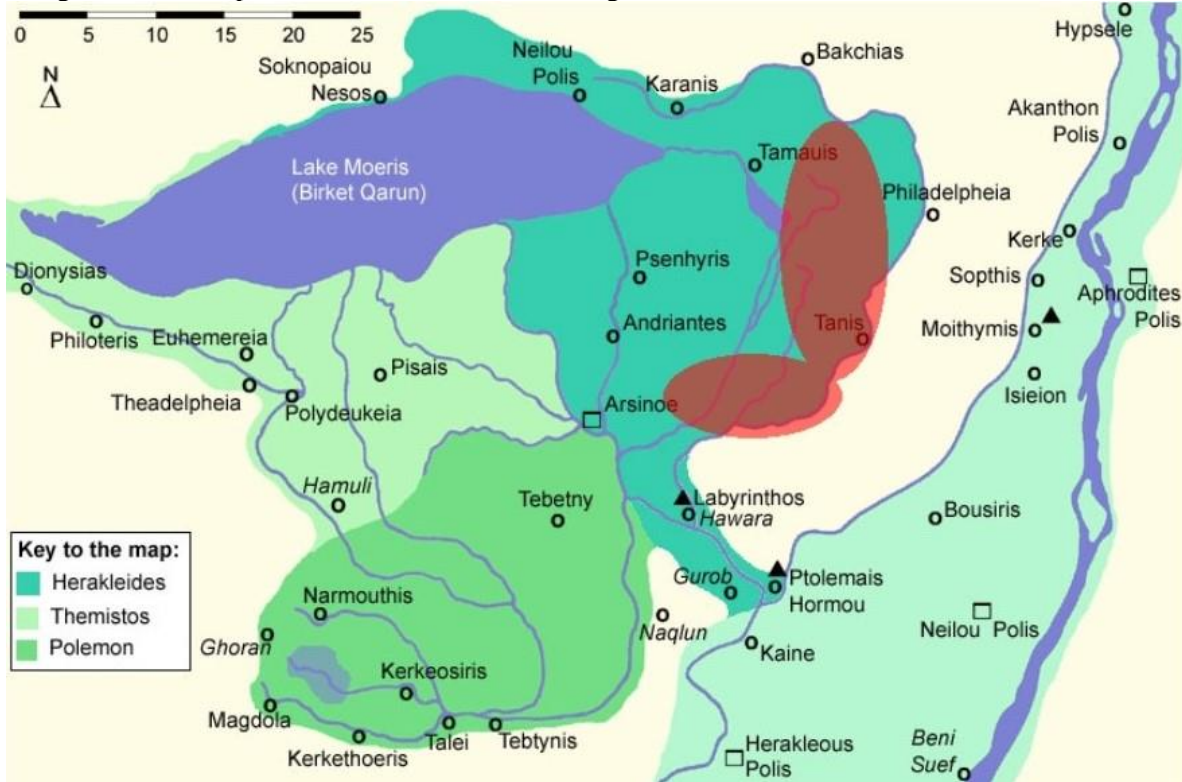 0 5 10 15 20 25
N
Hypsele
Bakchias
Neilou
Polis
Karanis
Soknopaiou
Nesos
Akanthon
Polis
Lake Moeris
(Birket Qarun)
Tamauis
Philadelpheia
Kerke
Psenhyris
Sopthis
Aphrodites
Polis
Dionysias
Philoteris
Euhemereia
Andriantes
Tanis
Moithymis
Theadelpheia
Pisais
Polydeukeia
Isieion
Arsinoe
Hamuli
Tebetny
Labyrinthos
Hawara
Bousiris
Key to the map:
Herakleides
Themistos
Polemon
Gurob
Ptolemais
Hormou
Narmouthis
Ghoran
Naqlun
Neilou Polis
Kaine
Kerkeosiris
Magdola
Kerkethoeris
Talei
Tebtynis
Herakleous
Polis
Beni
Suef